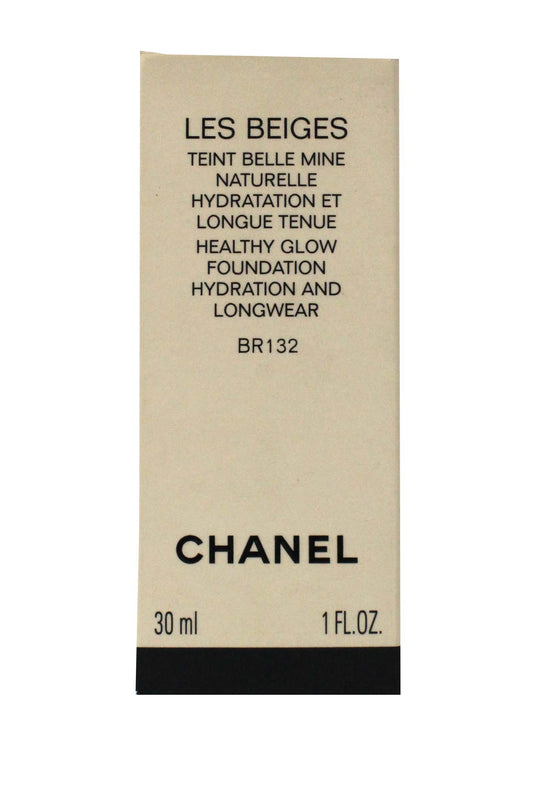 LES BEIGES
TEINT BELLE MINE
NATURELLE
HYDRATATION ET
LONGUE TENUE
HEALTHY GLOW
FOUNDATION
HYDRATION AND
LONGWEAR
BR132
CHANEL
30 ml 1 FL.OZ.